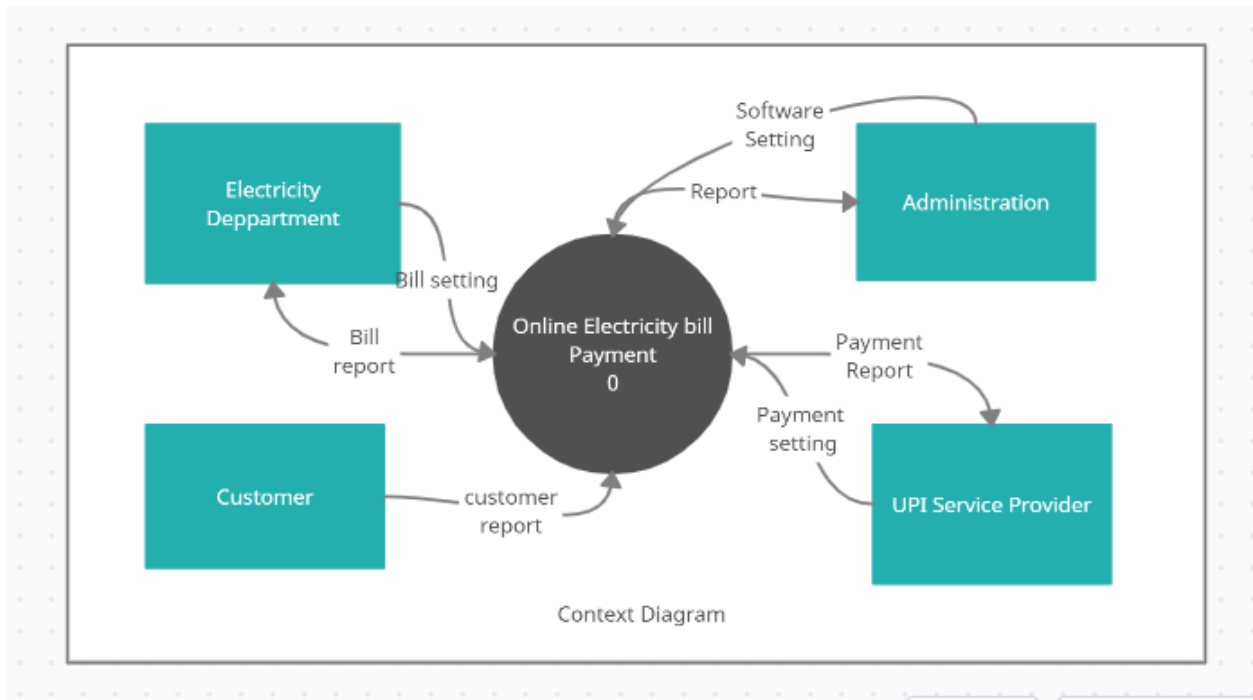 Software
Setting
Electricity
Deppartment
Report
Administration
Bill setting
Online Electricity bill
Payment
0
Bill
report
Payment
Report
Payment
setting
Customer
customer
report
UPI Service Provider
Context Diagram